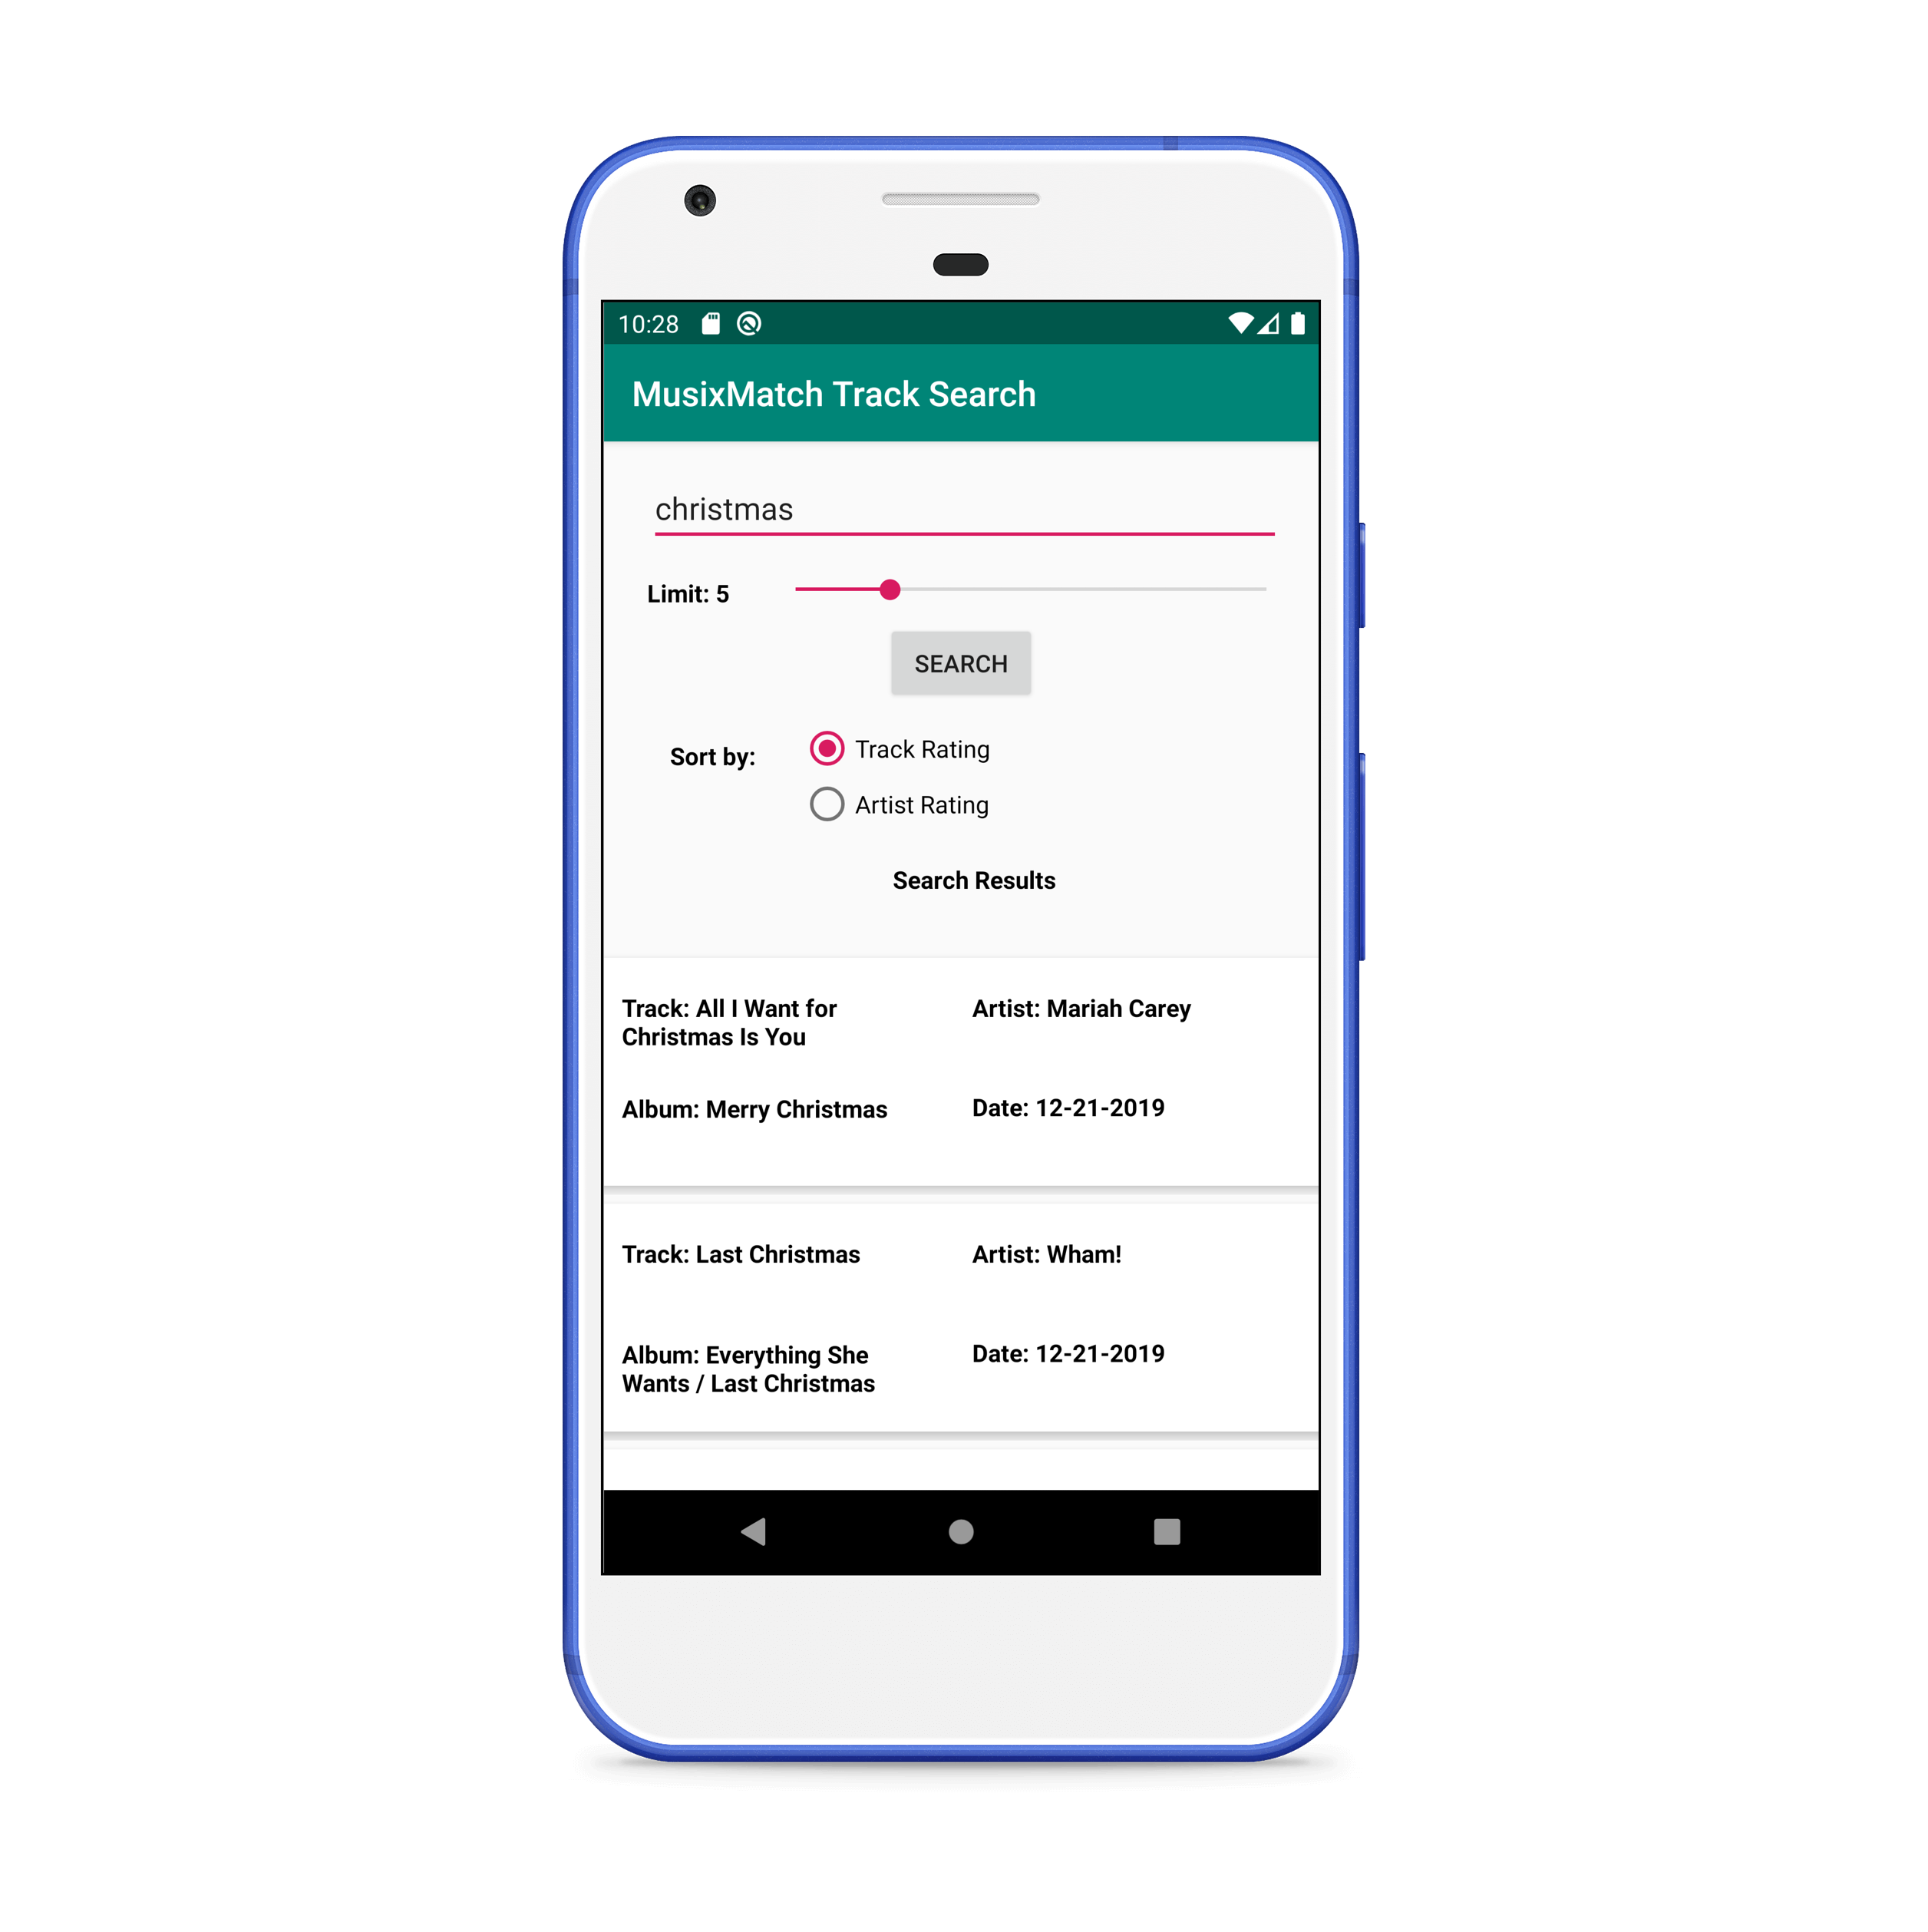 10:28
MusixMatch Track Search
christmas
Limit: 5
SEARCH
Sort by:
Track Rating
Artist Rating
Search Results
Track: All I Want for
Christmas Is You
Artist: Mariah Carey
Album: Merry Christmas
Date: 12-21-2019
Track: Last Christmas
Artist: Wham!
Album: Everything She
Wants / Last Christmas
Date: 12-21-2019